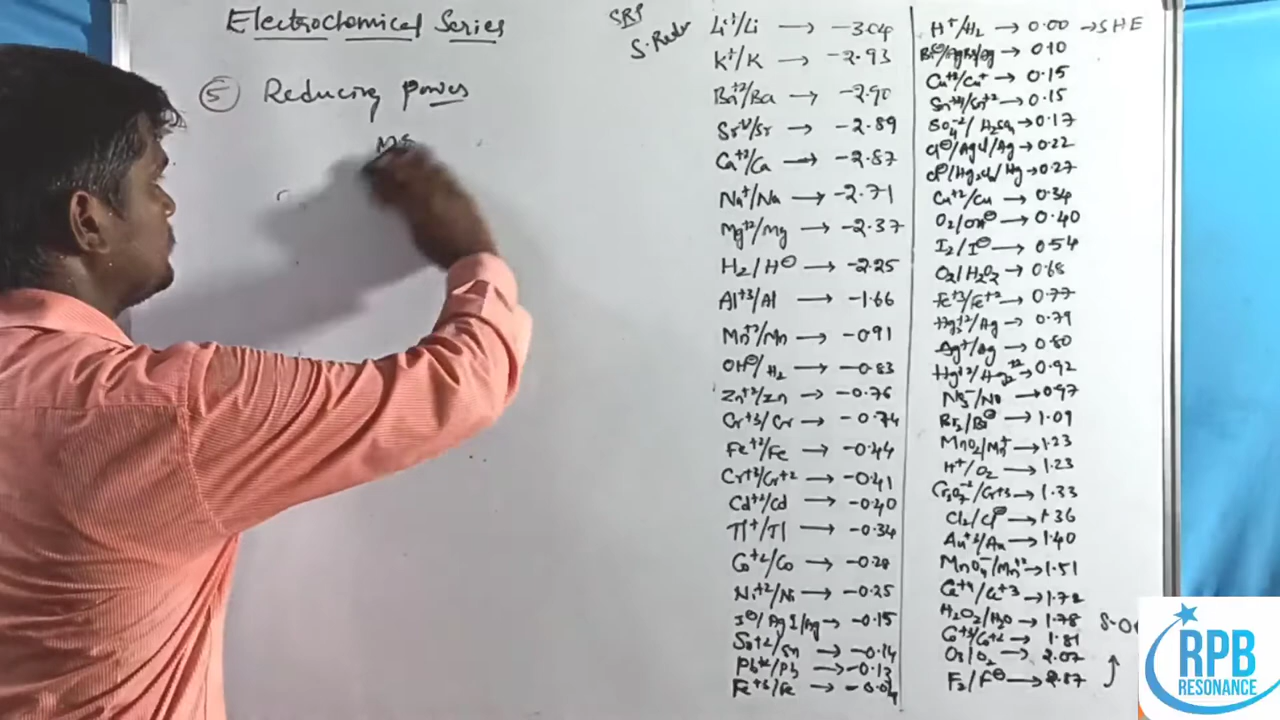 Electrochemical Series
⑤ Reducing power
SRP
S. Redr
Li⁺¹/Li → -3.04
K⁺/K → -2.93
Ba⁺²/Ba → -2.90
Sr⁺²/Sr → -2.89
Ca⁺²/Ca → -2.87
Na⁺/Na → -2.71
Mg⁺²/Mg → -2.37
H₂/H⊖ → -2.25
Al⁺³/Al → -1.66
Mn⁺²/Mn → -0.91
OH⊖/H₂ → -0.83
Zn⁺²/Zn → -0.76
Cr⁺³/Cr → -0.74
Fe⁺²/Fe → -0.44
Cr⁺³/Cr⁺² → -0.41
Cd⁺²/Cd → -0.40
Tl⁺/Tl → -0.34
Co⁺²/Co → -0.28
Ni⁺²/Ni → -0.25
I⊖/AgI/Ag → -0.15
Sn⁺²/Sn → -0.14
Pb⁺²/Pb → -0.13
Fe⁺³/Fe → -0.04
H⁺/H₂ → 0.00 → SHE
Br⊖/AgBr/Ag → 0.10
Cu⁺²/Cu⁺ → 0.15
Sn⁺⁴/Sn⁺² → 0.15
SO₄⁻²/H₂SO₃ → 0.17
Cl⊖/AgCl/Ag → 0.22
Cl⊖/Hg₂Cl₂/Hg → 0.27
Cu⁺²/Cu → 0.34
O₂/OH⊖ → 0.40
I₂/I⊖ → 0.54
O₂/H₂O₂ → 0.68
Fe⁺³/Fe⁺² → 0.77
Hg₂⁺²/Ag → 0.79
Ag⁺/Ag → 0.80
Hg⁺²/Hg₂⁺² → 0.92
NO₃⁻/NO → 0.97
Br₂/Br⊖ → 1.09
MnO₂/Mn⁺ → 1.23
H⁺/O₂ → 1.23
Cr₂O₇⁻²/Cr⁺³ → 1.33
Cl₂/Cl⊖ → 1.36
Au⁺³/Au → 1.40
MnO₄⁻/Mn⁺² → 1.51
Ce⁺⁴/Ce⁺³ → 1.72
H₂O₂/H₂O → 1.78
Co⁺³/Co⁺² → 1.81
O₃/O₂ → 2.07
F₂/F⊖ → 2.87
RPB
RESONANCE